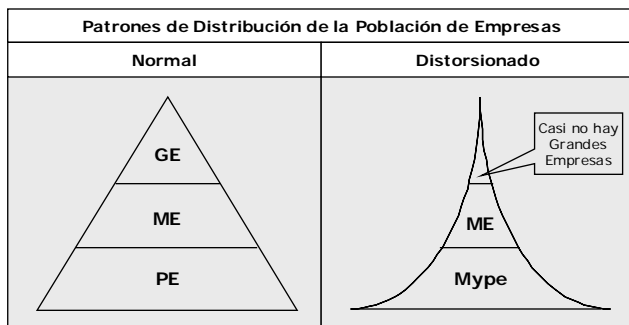 Patrones de Distribución de la Población de Empresas
Normal
Distorsionado
GE
ME
PE
Casi no hay
Grandes
Empresas
ME
Mype